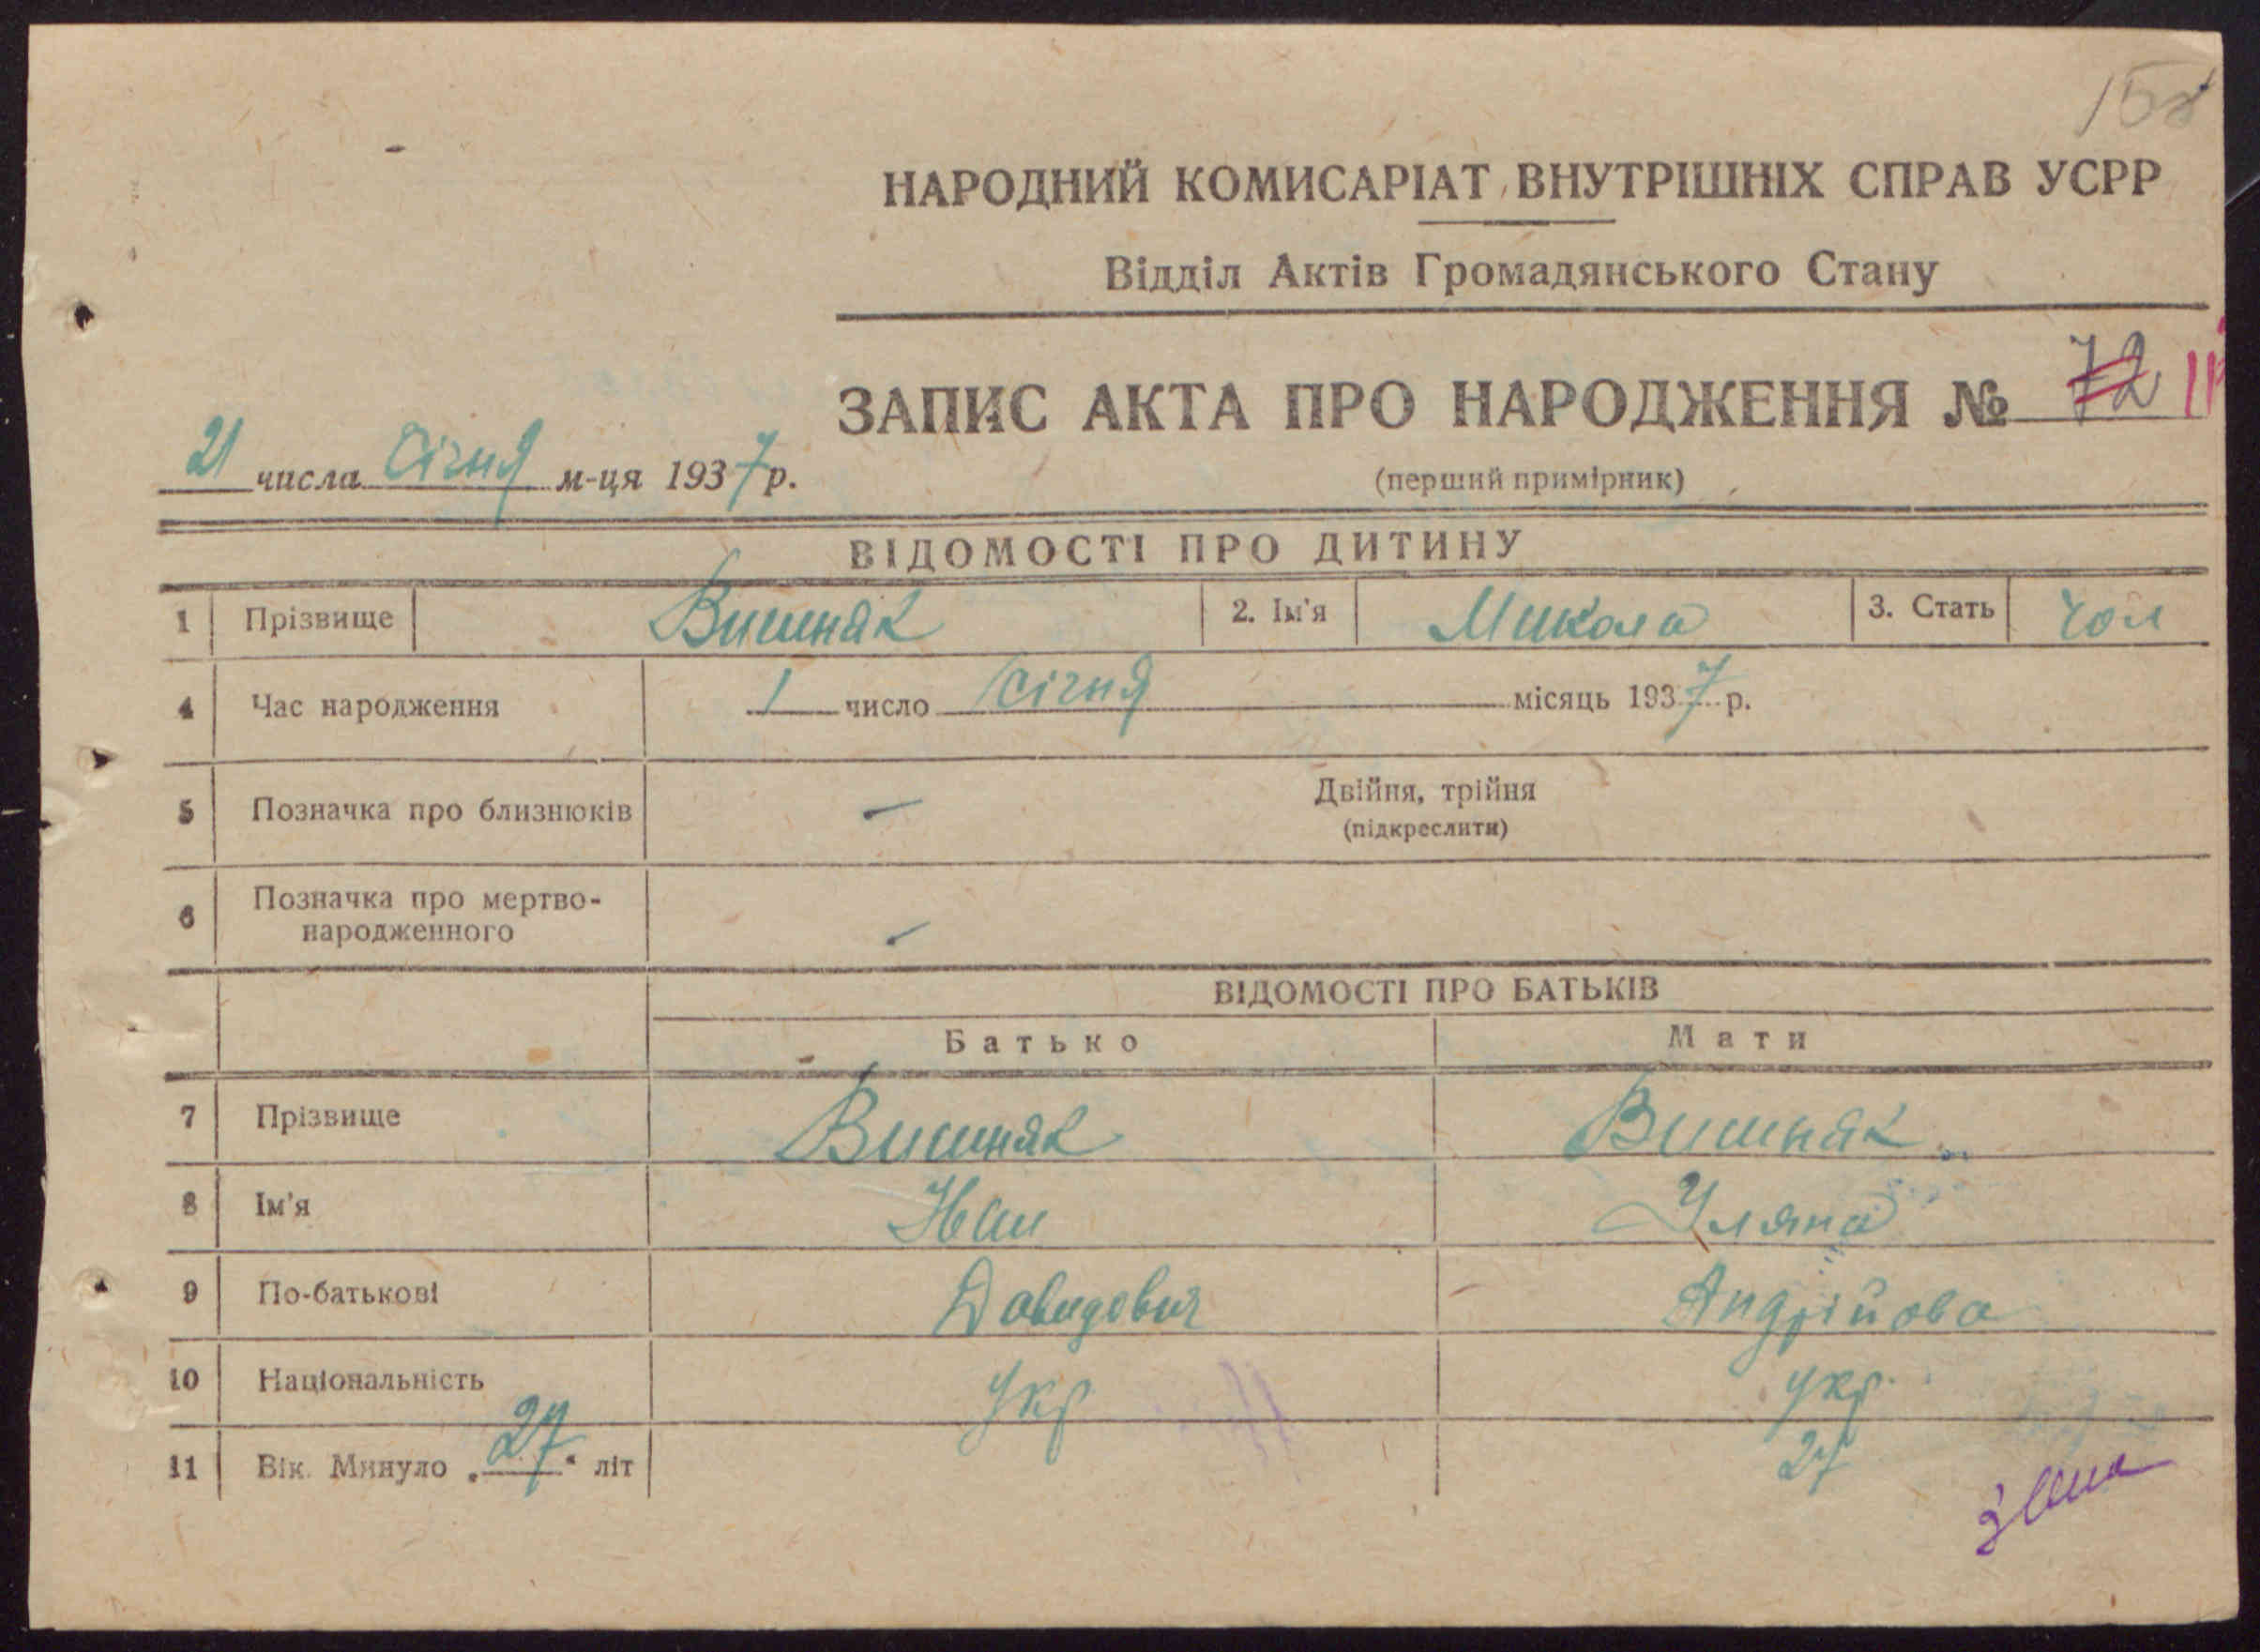 158
НАРОДНИЙ КОМИСАРІАТ ВНУТРІШНІХ СПРАВ УСРР
Відділ Актів Громадянського Стану
ЗАПИС АКТА ПРО НАРОДЖЕННЯ № 72
21 числа Січня м-ця 1937 р.
(перший примірник)
ВІДОМОСТІ ПРО ДИТИНУ
1 Прізвище Вишняк 2. Ім'я Микола 3. Стать чол
4 Час народження 1 число Січня місяць 1937 р.
5 Позначка про близнюків — Двійня, трійня
(підкреслити)
6 Позначка про мертво-
народженного —
ВІДОМОСТІ ПРО БАТЬКІВ
Батько Мати
7 Прізвище Вишняк Вишняк
8 Ім'я Иван Уляна
9 По-батькові Давидович Андрійова
10 Національність укр укр.
11 Вік. Минуло „27“ літ 27